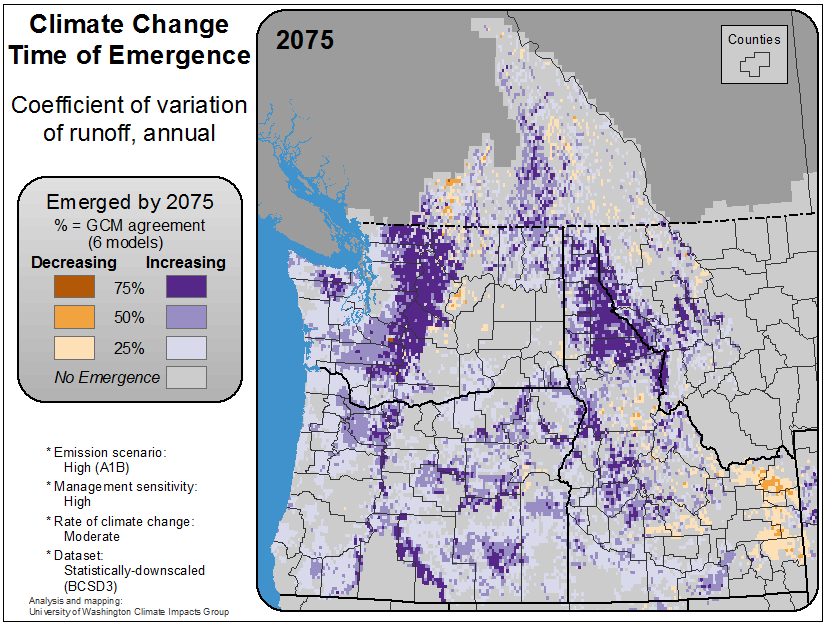 Climate Change
Time of Emergence
Coefficient of variation
of runoff, annual
Emerged by 2075
% = GCM agreement
(6 models)
Decreasing Increasing
75%
50%
25%
No Emergence
* Emission scenario:
High (A1B)
* Management sensitivity:
High
* Rate of climate change:
Moderate
* Dataset:
Statistically-downscaled
(BCSD3)
Analysis and mapping:
University of Washington Climate Impacts Group
2075
Counties